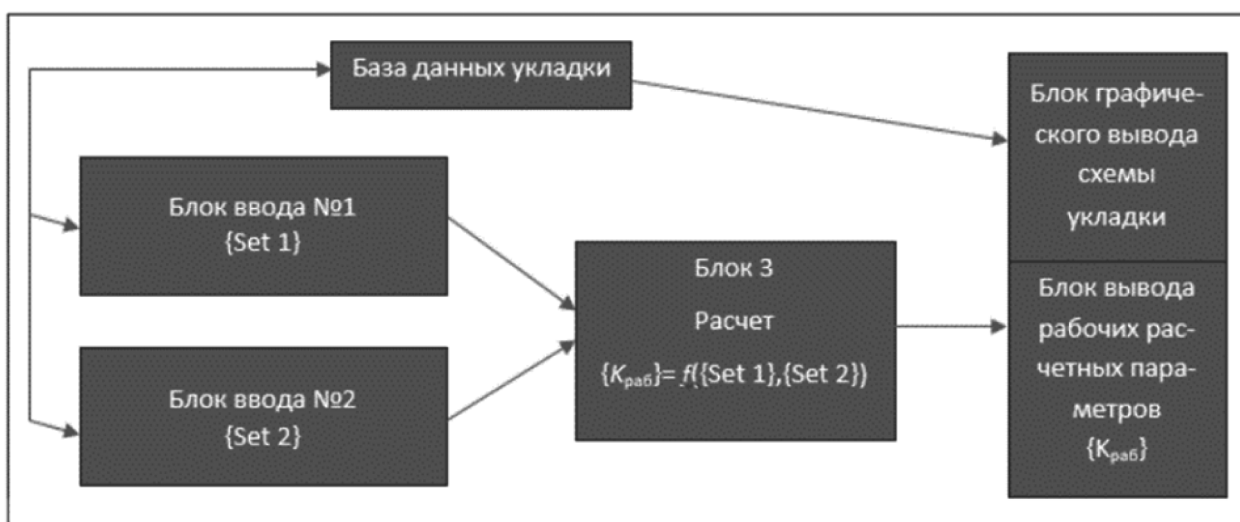 База данных укладки
Блок ввода №1
{Set 1}
Блок ввода №2
{Set 2}
Блок 3
Расчет
{Kраб}= f({Set 1},{Set 2})
Блок графиче-
ского вывода
схемы
укладки
Блок вывода
рабочих рас-
четных пара-
метров
{Kраб}